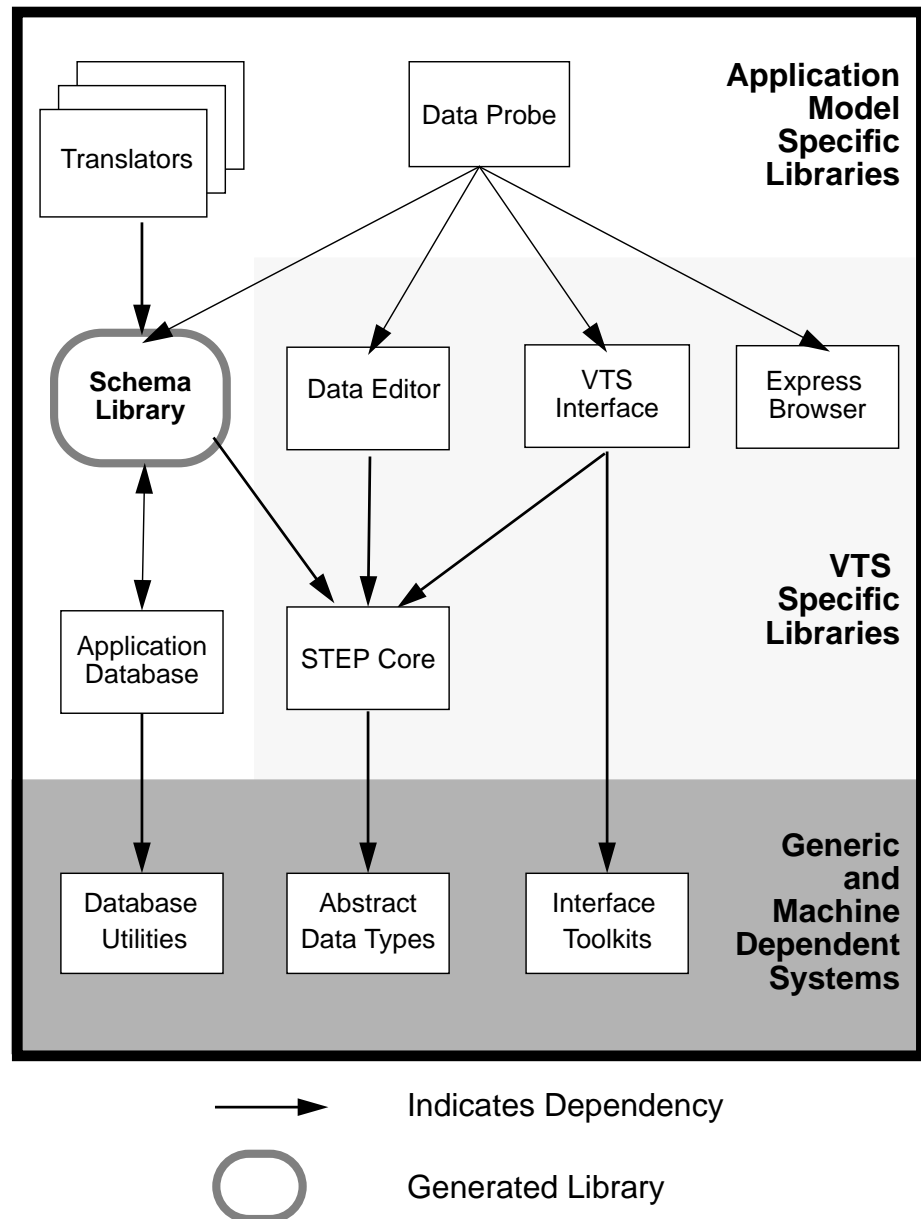 Application
Model
Specific
Libraries
Data Probe
Translators
Schema
Library
Data Editor
VTS
Interface
Express
Browser
VTS
Specific
Libraries
Application
Database
STEP Core
Generic
and
Machine
Dependent
Systems
Database
Utilities
Abstract
Data Types
Interface
Toolkits
Indicates Dependency
Generated Library